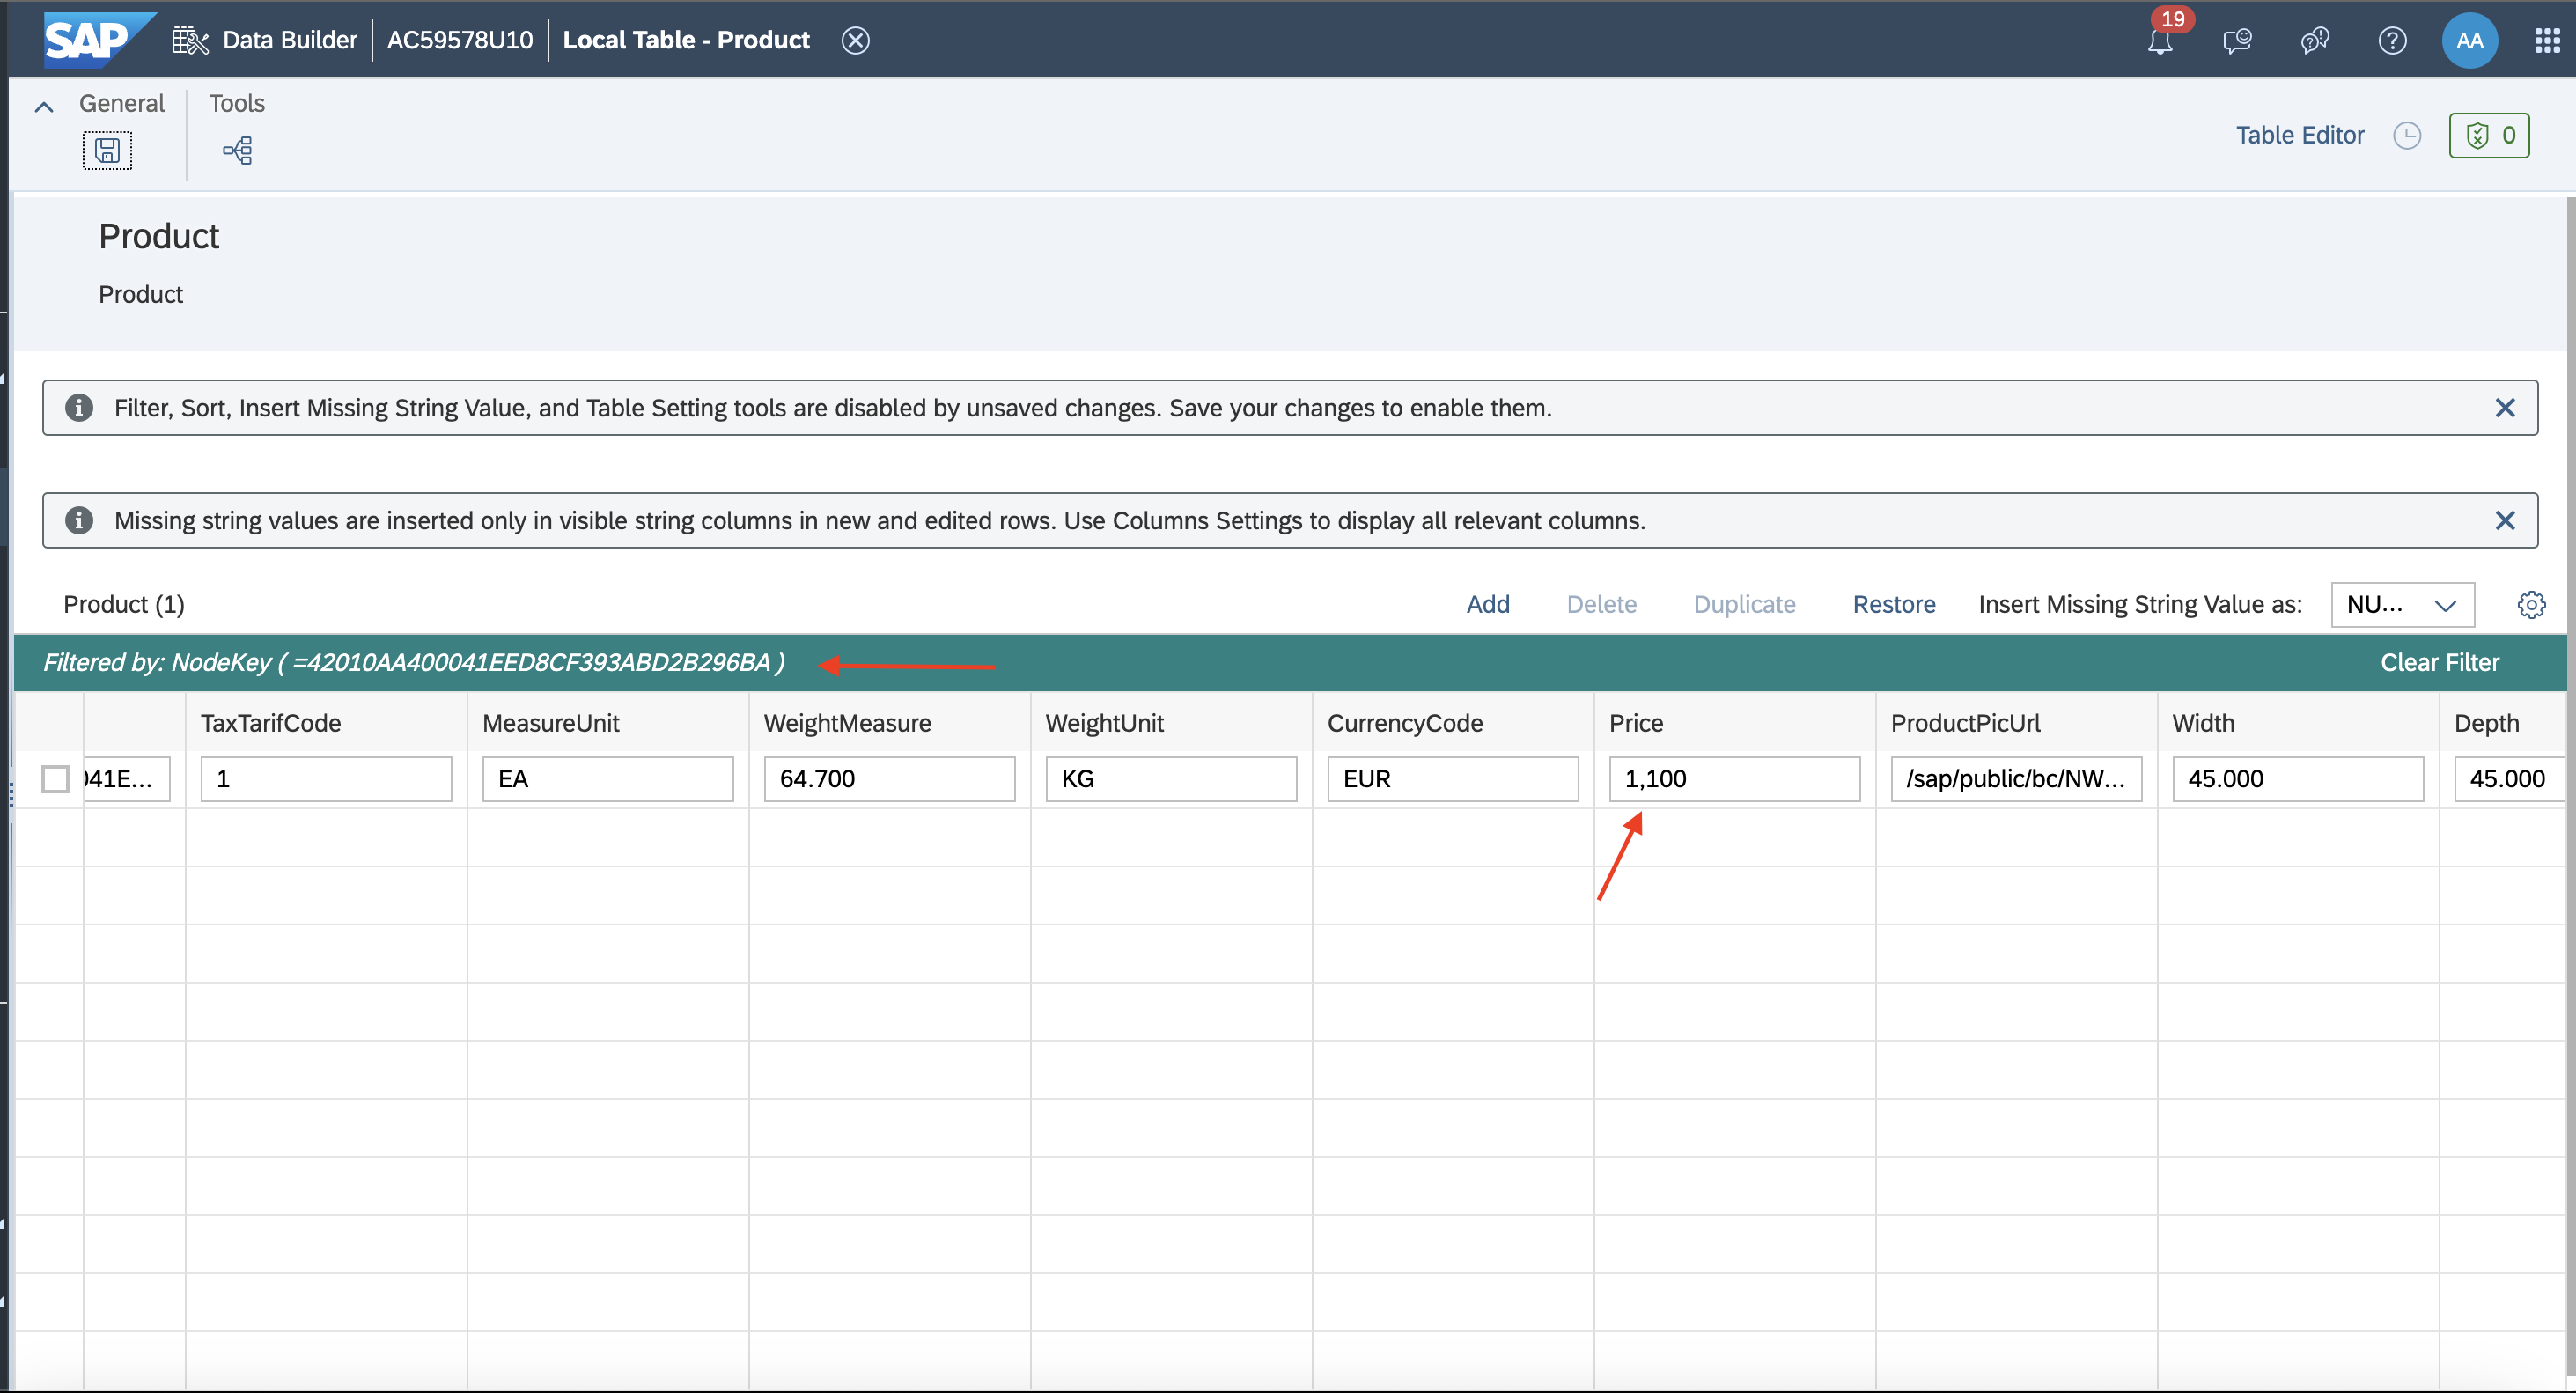 SAP Data Builder AC59578U10 Local Table - Product 19 AA
General Tools
Table Editor 0
Product
Product
Filter, Sort, Insert Missing String Value, and Table Setting tools are disabled by unsaved changes. Save your changes to enable them.
Missing string values are inserted only in visible string columns in new and edited rows. Use Columns Settings to display all relevant columns.
Product (1) Add Delete Duplicate Restore Insert Missing String Value as: NU...
Filtered by: NodeKey ( =42010AA400041EED8CF393ABD2B296BA ) Clear Filter
TaxTarifCode MeasureUnit WeightMeasure WeightUnit CurrencyCode Price ProductPicUrl Width Depth
041E... 1 EA 64.700 KG EUR 1,100 /sap/public/bc/NW... 45.000 45.000